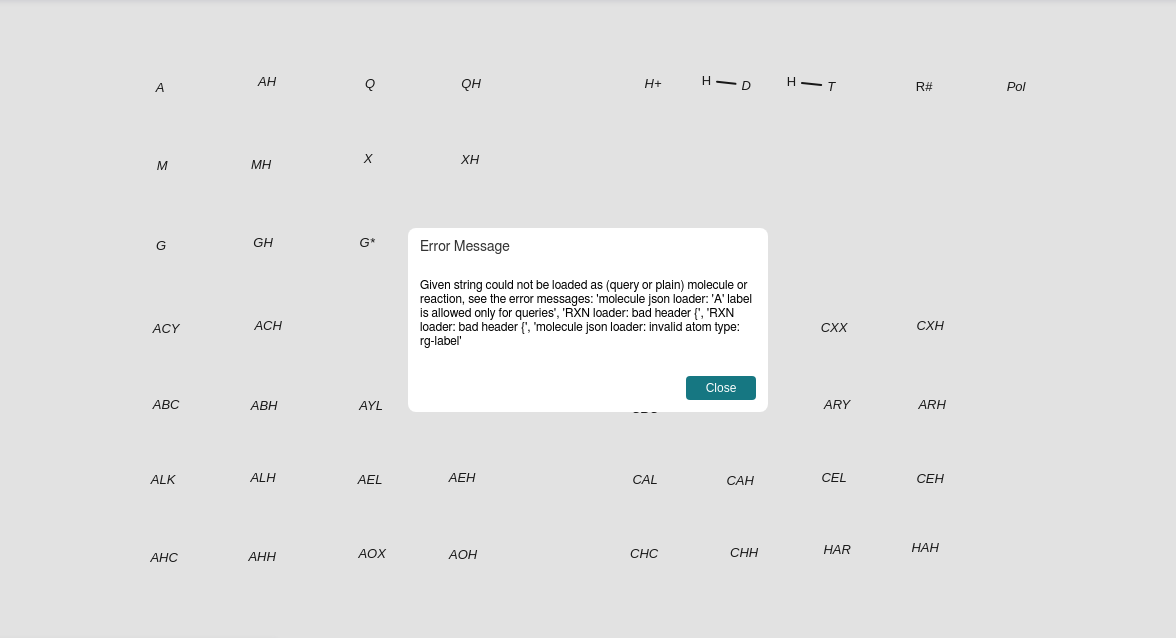 A AH Q QH H+ H D H T R# Pol
M MH X XH
G GH G*
Error Message
Given string could not be loaded as (query or plain) molecule or
reaction, see the error messages: 'molecule json loader: 'A' label
is allowed only for queries', 'RXN loader: bad header {', 'RXN
loader: bad header {', 'molecule json loader: invalid atom type:
rg-label'
Close
ACY ACH CXX CXH
ABC ABH AYL ARY ARH
ALK ALH AEL AEH CAL CAH CEL CEH
AHC AHH AOX AOH CHC CHH HAR HAH